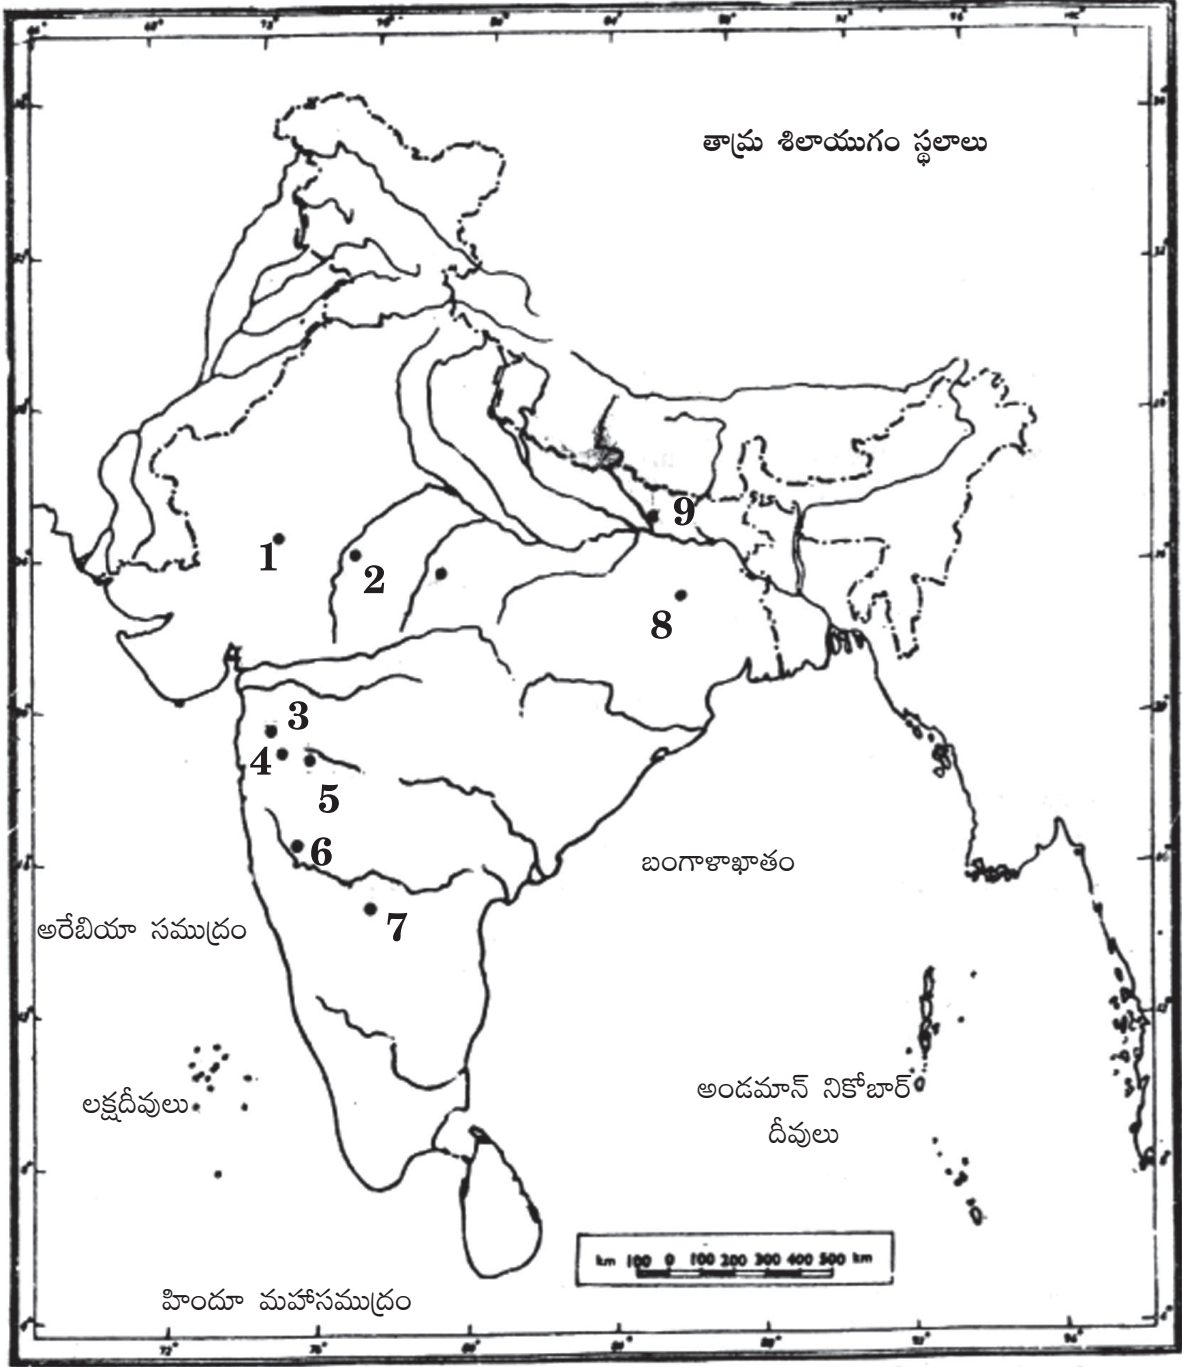 తామ్ర శిలాయుగం స్థలాలు
9
1
2
8
3
4
5
6
బంగాళాఖాతం
7
అరేబియా సముద్రం
లక్షదీవులు
అండమాన్ నికోబార్
దీవులు
km 100 0 100 200 300 400 500 km
హిందూ మహాసముద్రం